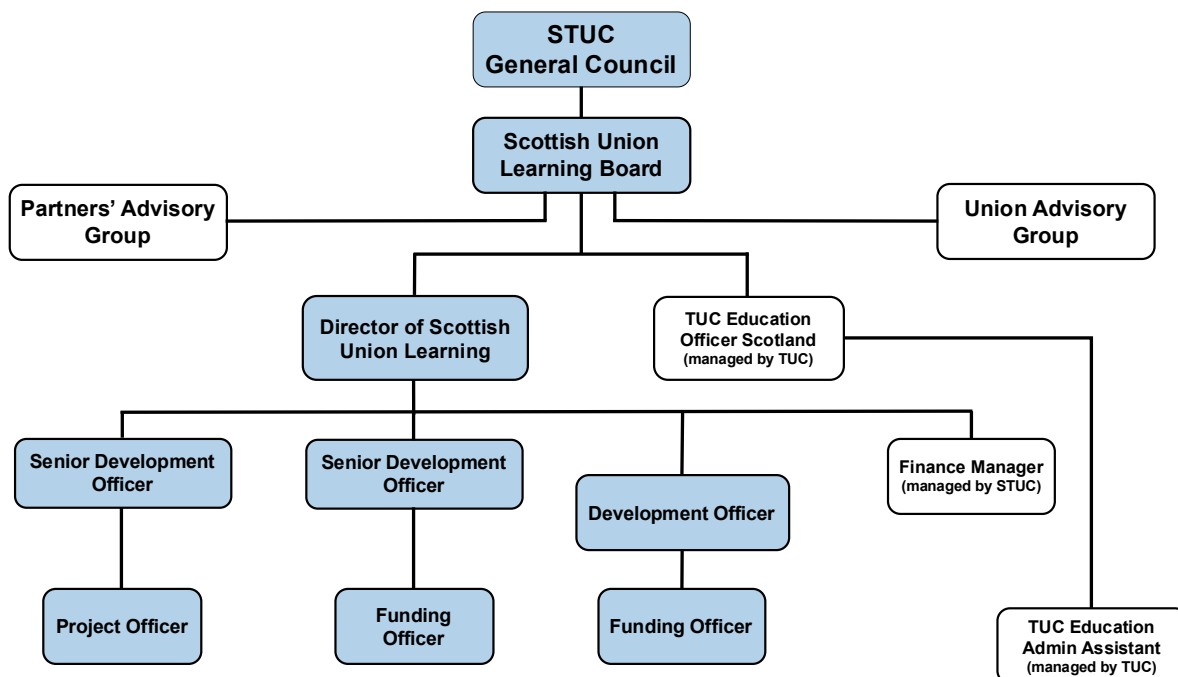 STUC
General Council
Scottish Union
Learning Board
Partners’ Advisory
Group
Union Advisory
Group
Director of Scottish
Union Learning
TUC Education
Officer Scotland
(managed by TUC)
Senior Development
Officer
Senior Development
Officer
Development Officer
Finance Manager
(managed by STUC)
Project Officer
Funding
Officer
Funding Officer
TUC Education
Admin Assistant
(managed by TUC)